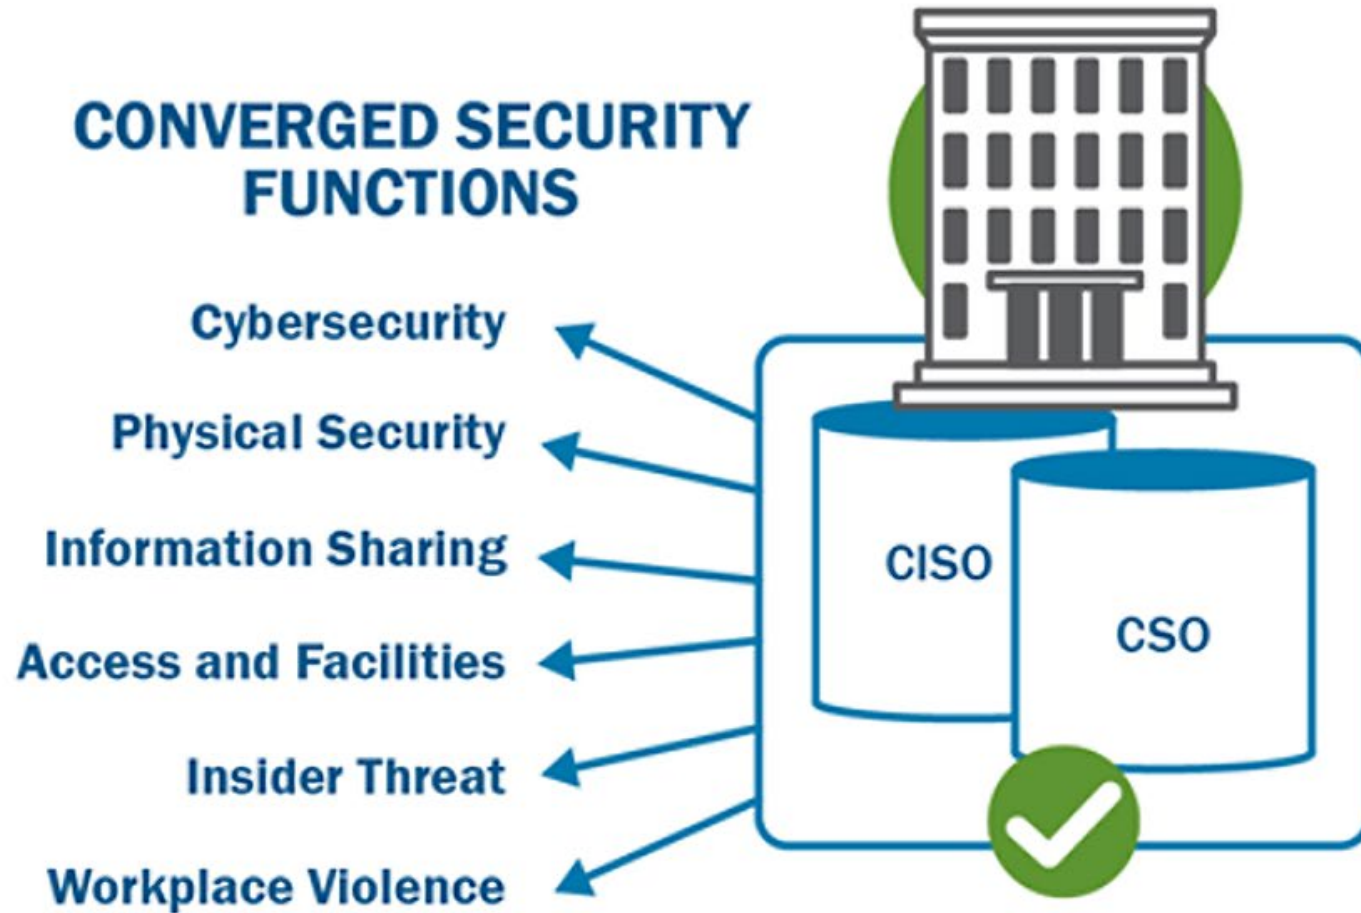 CONVERGED SECURITY
FUNCTIONS
Cybersecurity
Physical Security
Information Sharing
Access and Facilities
Insider Threat
Workplace Violence
CISO
CSO